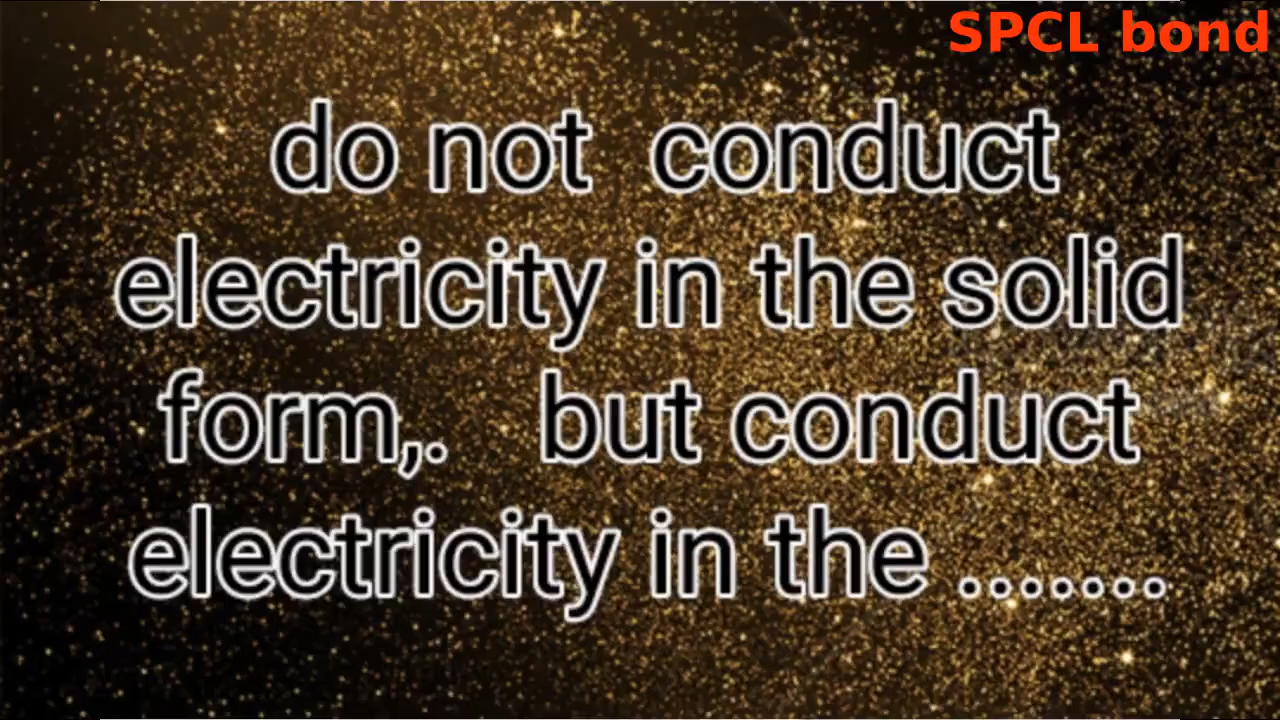 SPCL bond
do not conduct
electricity in the solid
form,. but conduct
electricity in the .......